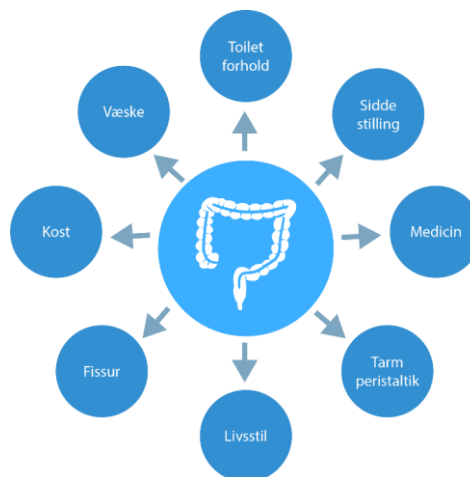 Toilet
forhold
Sidde
stilling
Medicin
Tarm
peristaltik
Livsstil
Fissur
Kost
Væske